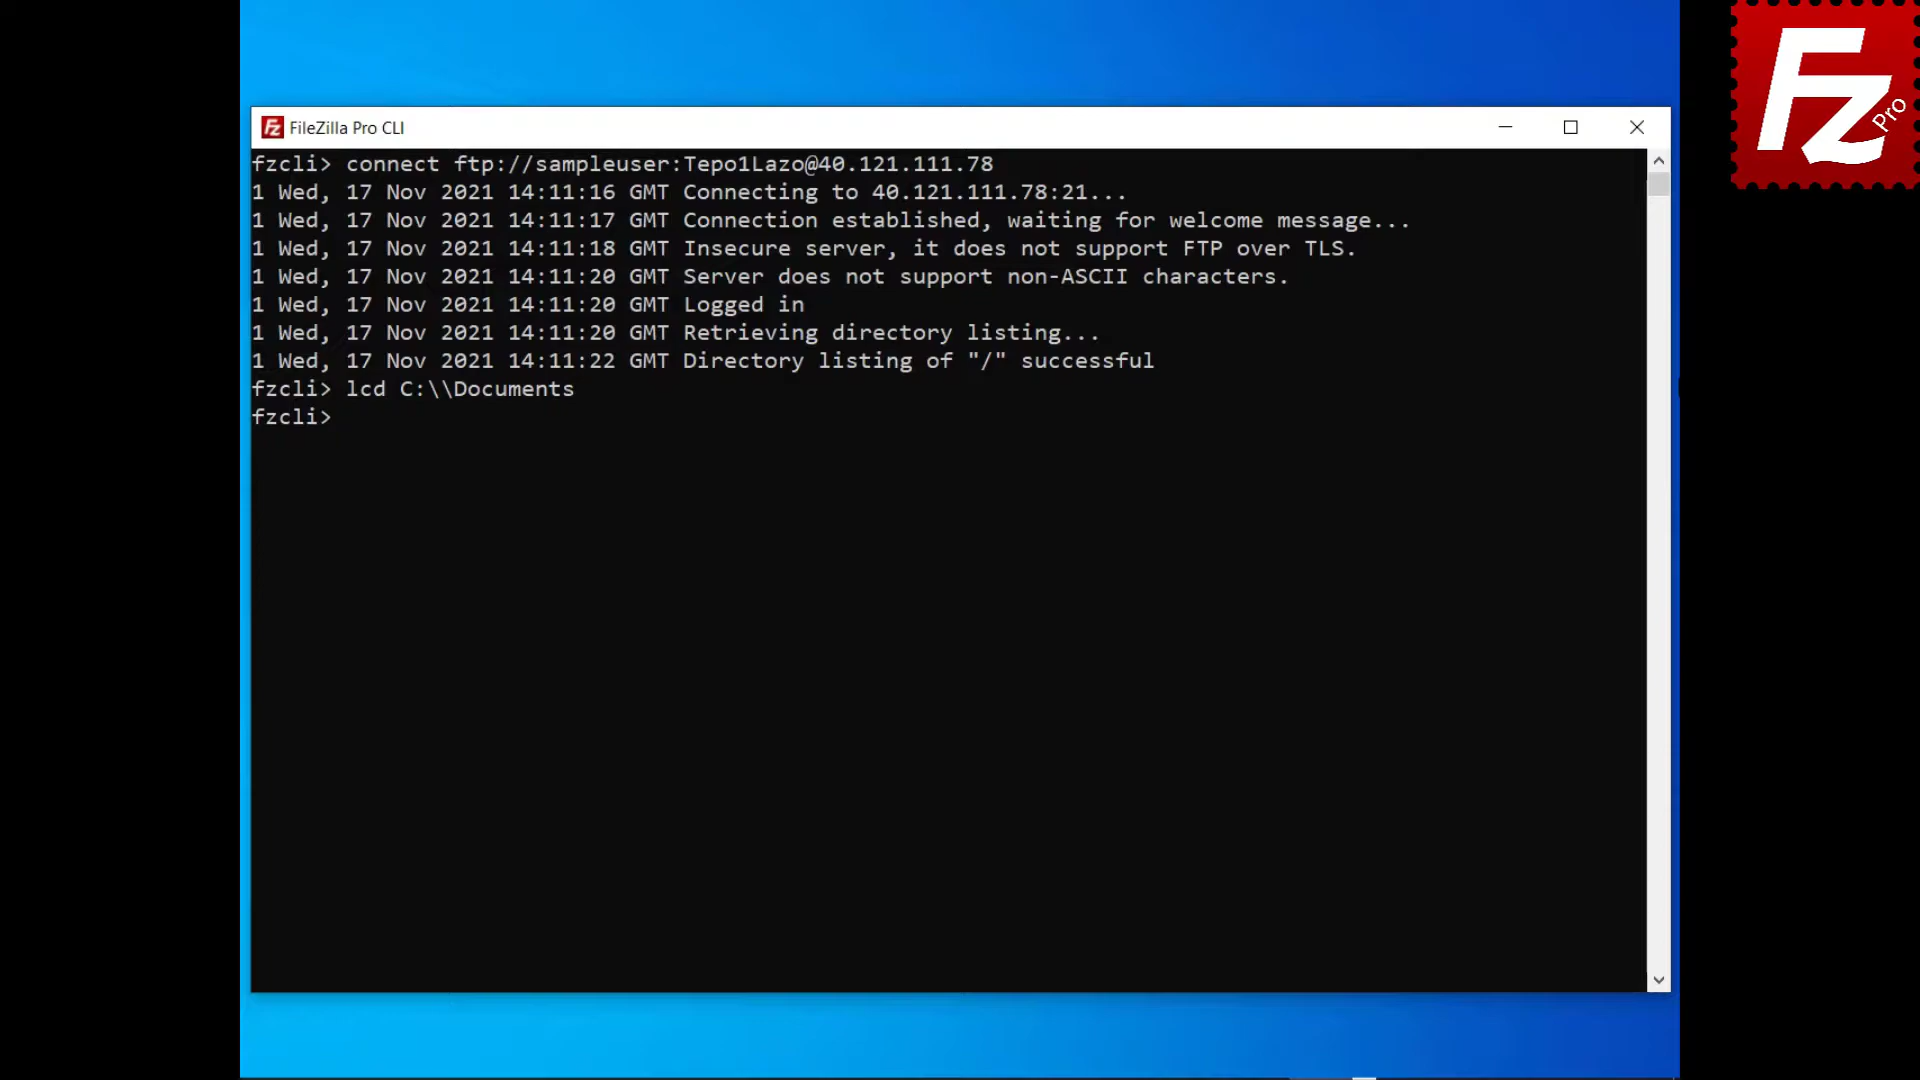 Fz Pro
Fz FileZilla Pro CLI
fzcli> connect ftp://sampleuser:Tepo1Lazo@40.121.111.78
1 Wed, 17 Nov 2021 14:11:16 GMT Connecting to 40.121.111.78:21...
1 Wed, 17 Nov 2021 14:11:17 GMT Connection established, waiting for welcome message...
1 Wed, 17 Nov 2021 14:11:18 GMT Insecure server, it does not support FTP over TLS.
1 Wed, 17 Nov 2021 14:11:20 GMT Server does not support non-ASCII characters.
1 Wed, 17 Nov 2021 14:11:20 GMT Logged in
1 Wed, 17 Nov 2021 14:11:20 GMT Retrieving directory listing...
1 Wed, 17 Nov 2021 14:11:22 GMT Directory listing of "/" successful
fzcli> lcd C:\\Documents
fzcli>